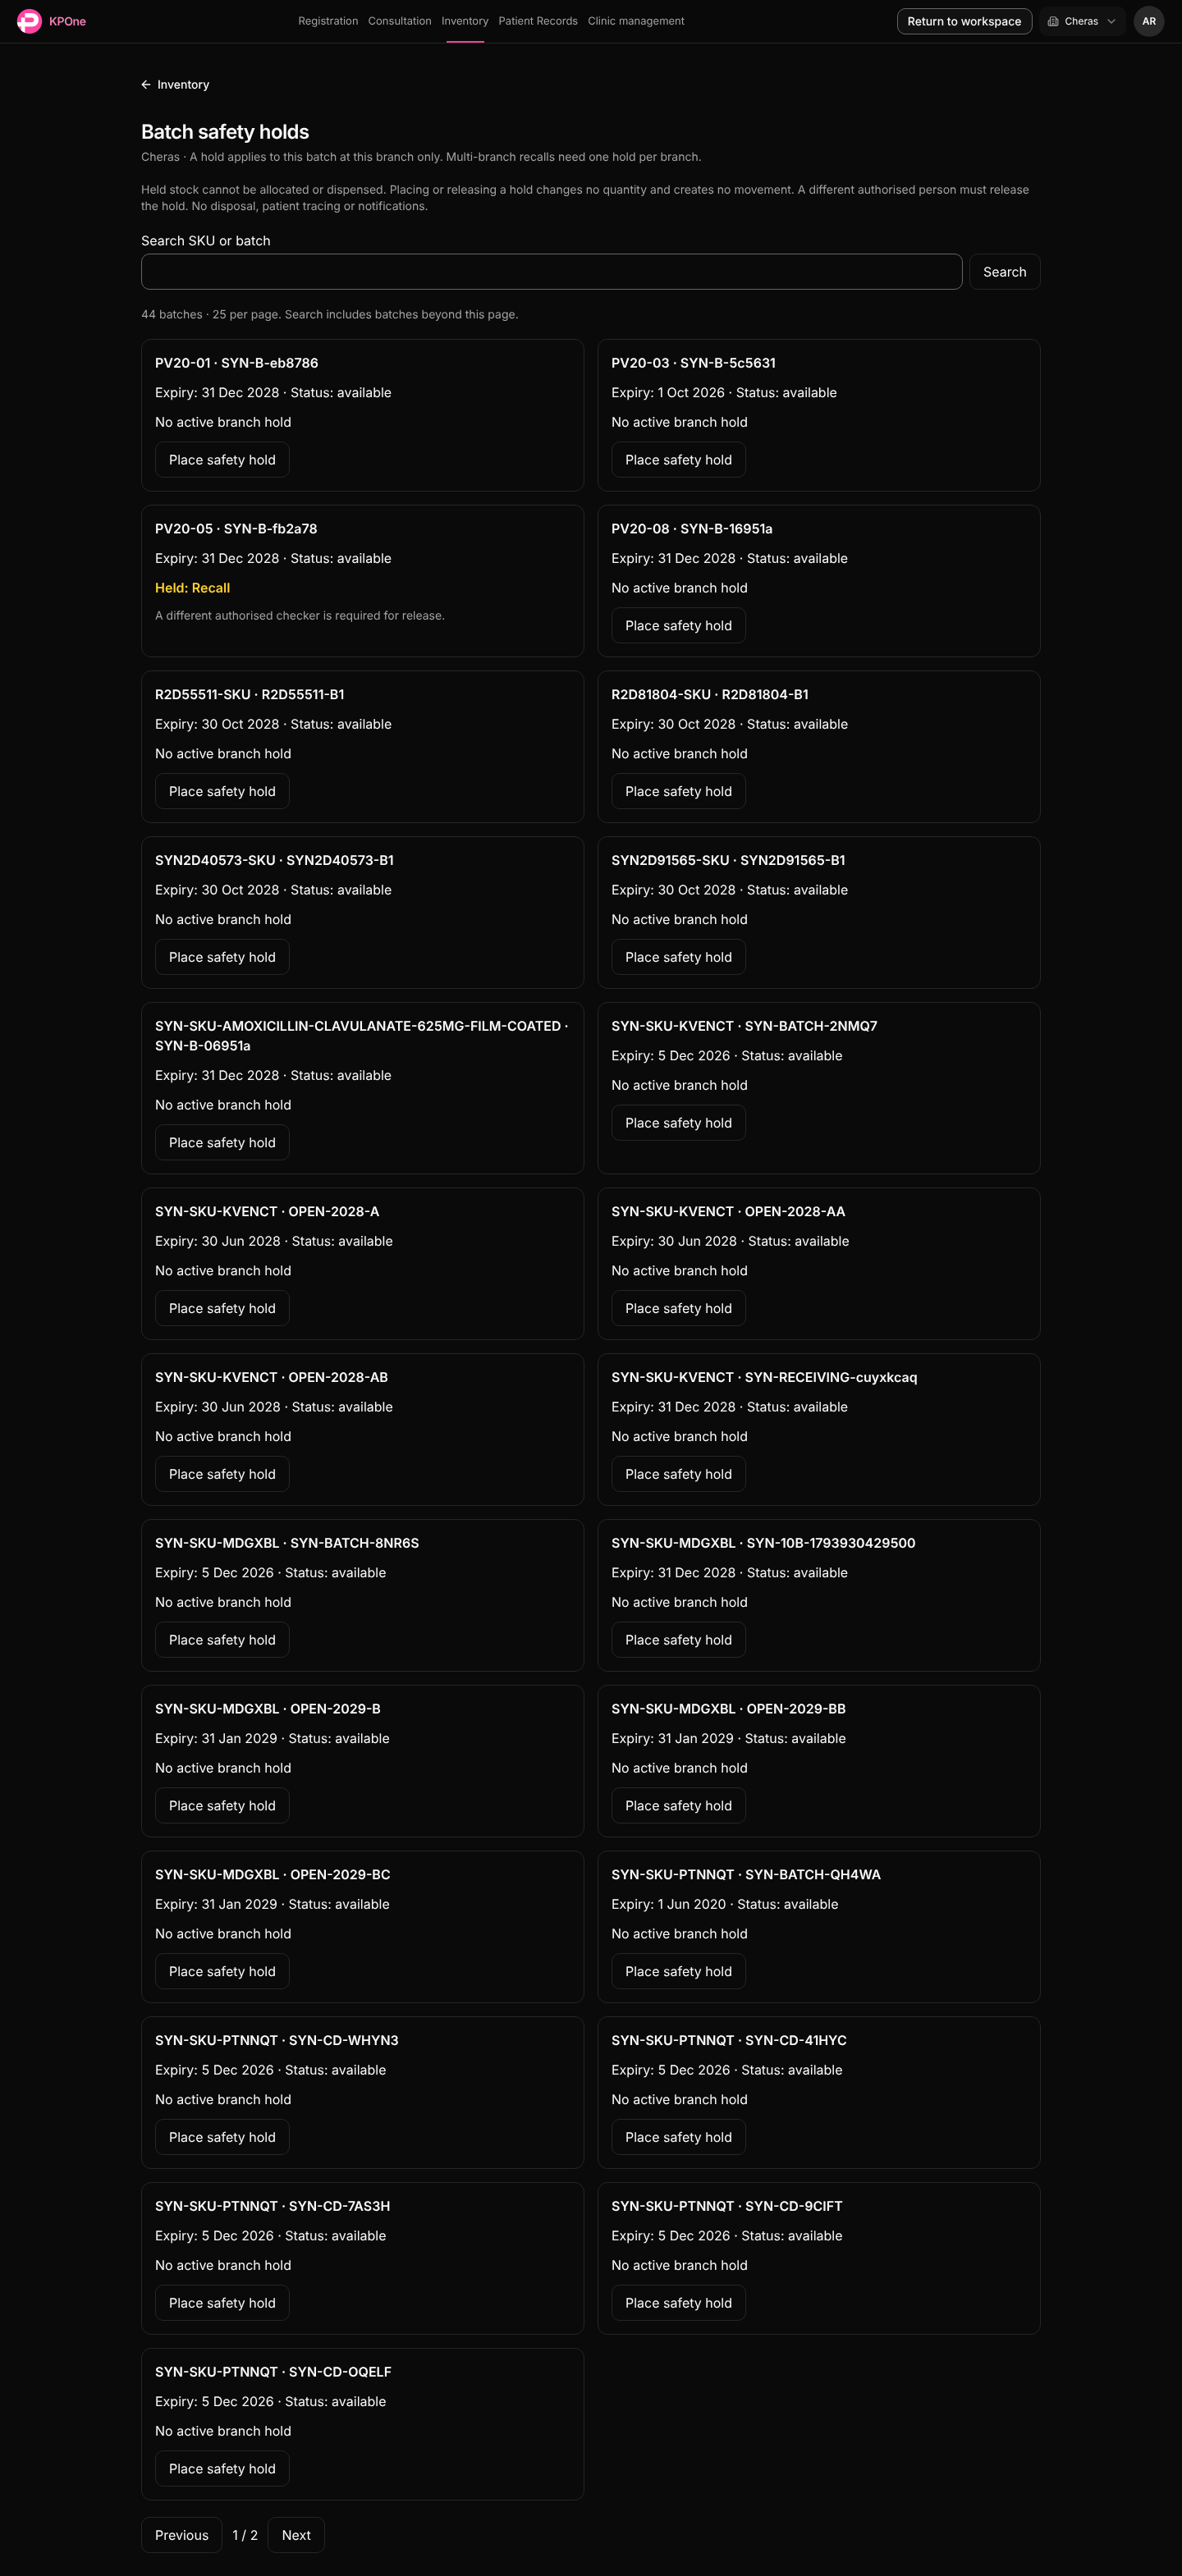 KPOne
Registration Consultation Inventory Patient Records Clinic management
Return to workspace
Cheras
AR
← Inventory
Batch safety holds
Cheras · A hold applies to this batch at this branch only. Multi-branch recalls need one hold per branch.
Held stock cannot be allocated or dispensed. Placing or releasing a hold changes no quantity and creates no movement. A different authorised person must release
the hold. No disposal, patient tracing or notifications.
Search SKU or batch
Search
44 batches · 25 per page. Search includes batches beyond this page.
PV20-01 · SYN-B-eb8786
Expiry: 31 Dec 2028 · Status: available
No active branch hold
Place safety hold
PV20-03 · SYN-B-5c5631
Expiry: 1 Oct 2026 · Status: available
No active branch hold
Place safety hold
PV20-05 · SYN-B-fb2a78
Expiry: 31 Dec 2028 · Status: available
Held: Recall
A different authorised checker is required for release.
PV20-08 · SYN-B-16951a
Expiry: 31 Dec 2028 · Status: available
No active branch hold
Place safety hold
R2D55511-SKU · R2D55511-B1
Expiry: 30 Oct 2028 · Status: available
No active branch hold
Place safety hold
R2D81804-SKU · R2D81804-B1
Expiry: 30 Oct 2028 · Status: available
No active branch hold
Place safety hold
SYN2D40573-SKU · SYN2D40573-B1
Expiry: 30 Oct 2028 · Status: available
No active branch hold
Place safety hold
SYN2D91565-SKU · SYN2D91565-B1
Expiry: 30 Oct 2028 · Status: available
No active branch hold
Place safety hold
SYN-SKU-AMOXICILLIN-CLAVULANATE-625MG-FILM-COATED ·
SYN-B-06951a
Expiry: 31 Dec 2028 · Status: available
No active branch hold
Place safety hold
SYN-SKU-KVENCT · SYN-BATCH-2NMQ7
Expiry: 5 Dec 2026 · Status: available
No active branch hold
Place safety hold
SYN-SKU-KVENCT · OPEN-2028-A
Expiry: 30 Jun 2028 · Status: available
No active branch hold
Place safety hold
SYN-SKU-KVENCT · OPEN-2028-AA
Expiry: 30 Jun 2028 · Status: available
No active branch hold
Place safety hold
SYN-SKU-KVENCT · OPEN-2028-AB
Expiry: 30 Jun 2028 · Status: available
No active branch hold
Place safety hold
SYN-SKU-KVENCT · SYN-RECEIVING-cuyxkcaq
Expiry: 31 Dec 2028 · Status: available
No active branch hold
Place safety hold
SYN-SKU-MDGXBL · SYN-BATCH-8NR6S
Expiry: 5 Dec 2026 · Status: available
No active branch hold
Place safety hold
SYN-SKU-MDGXBL · SYN-10B-1793930429500
Expiry: 31 Dec 2028 · Status: available
No active branch hold
Place safety hold
SYN-SKU-MDGXBL · OPEN-2029-B
Expiry: 31 Jan 2029 · Status: available
No active branch hold
Place safety hold
SYN-SKU-MDGXBL · OPEN-2029-BB
Expiry: 31 Jan 2029 · Status: available
No active branch hold
Place safety hold
SYN-SKU-MDGXBL · OPEN-2029-BC
Expiry: 31 Jan 2029 · Status: available
No active branch hold
Place safety hold
SYN-SKU-PTNNQT · SYN-BATCH-QH4WA
Expiry: 1 Jun 2020 · Status: available
No active branch hold
Place safety hold
SYN-SKU-PTNNQT · SYN-CD-WHYN3
Expiry: 5 Dec 2026 · Status: available
No active branch hold
Place safety hold
SYN-SKU-PTNNQT · SYN-CD-41HYC
Expiry: 5 Dec 2026 · Status: available
No active branch hold
Place safety hold
SYN-SKU-PTNNQT · SYN-CD-7AS3H
Expiry: 5 Dec 2026 · Status: available
No active branch hold
Place safety hold
SYN-SKU-PTNNQT · SYN-CD-9CIFT
Expiry: 5 Dec 2026 · Status: available
No active branch hold
Place safety hold
SYN-SKU-PTNNQT · SYN-CD-OQELF
Expiry: 5 Dec 2026 · Status: available
No active branch hold
Place safety hold
Previous 1 / 2 Next